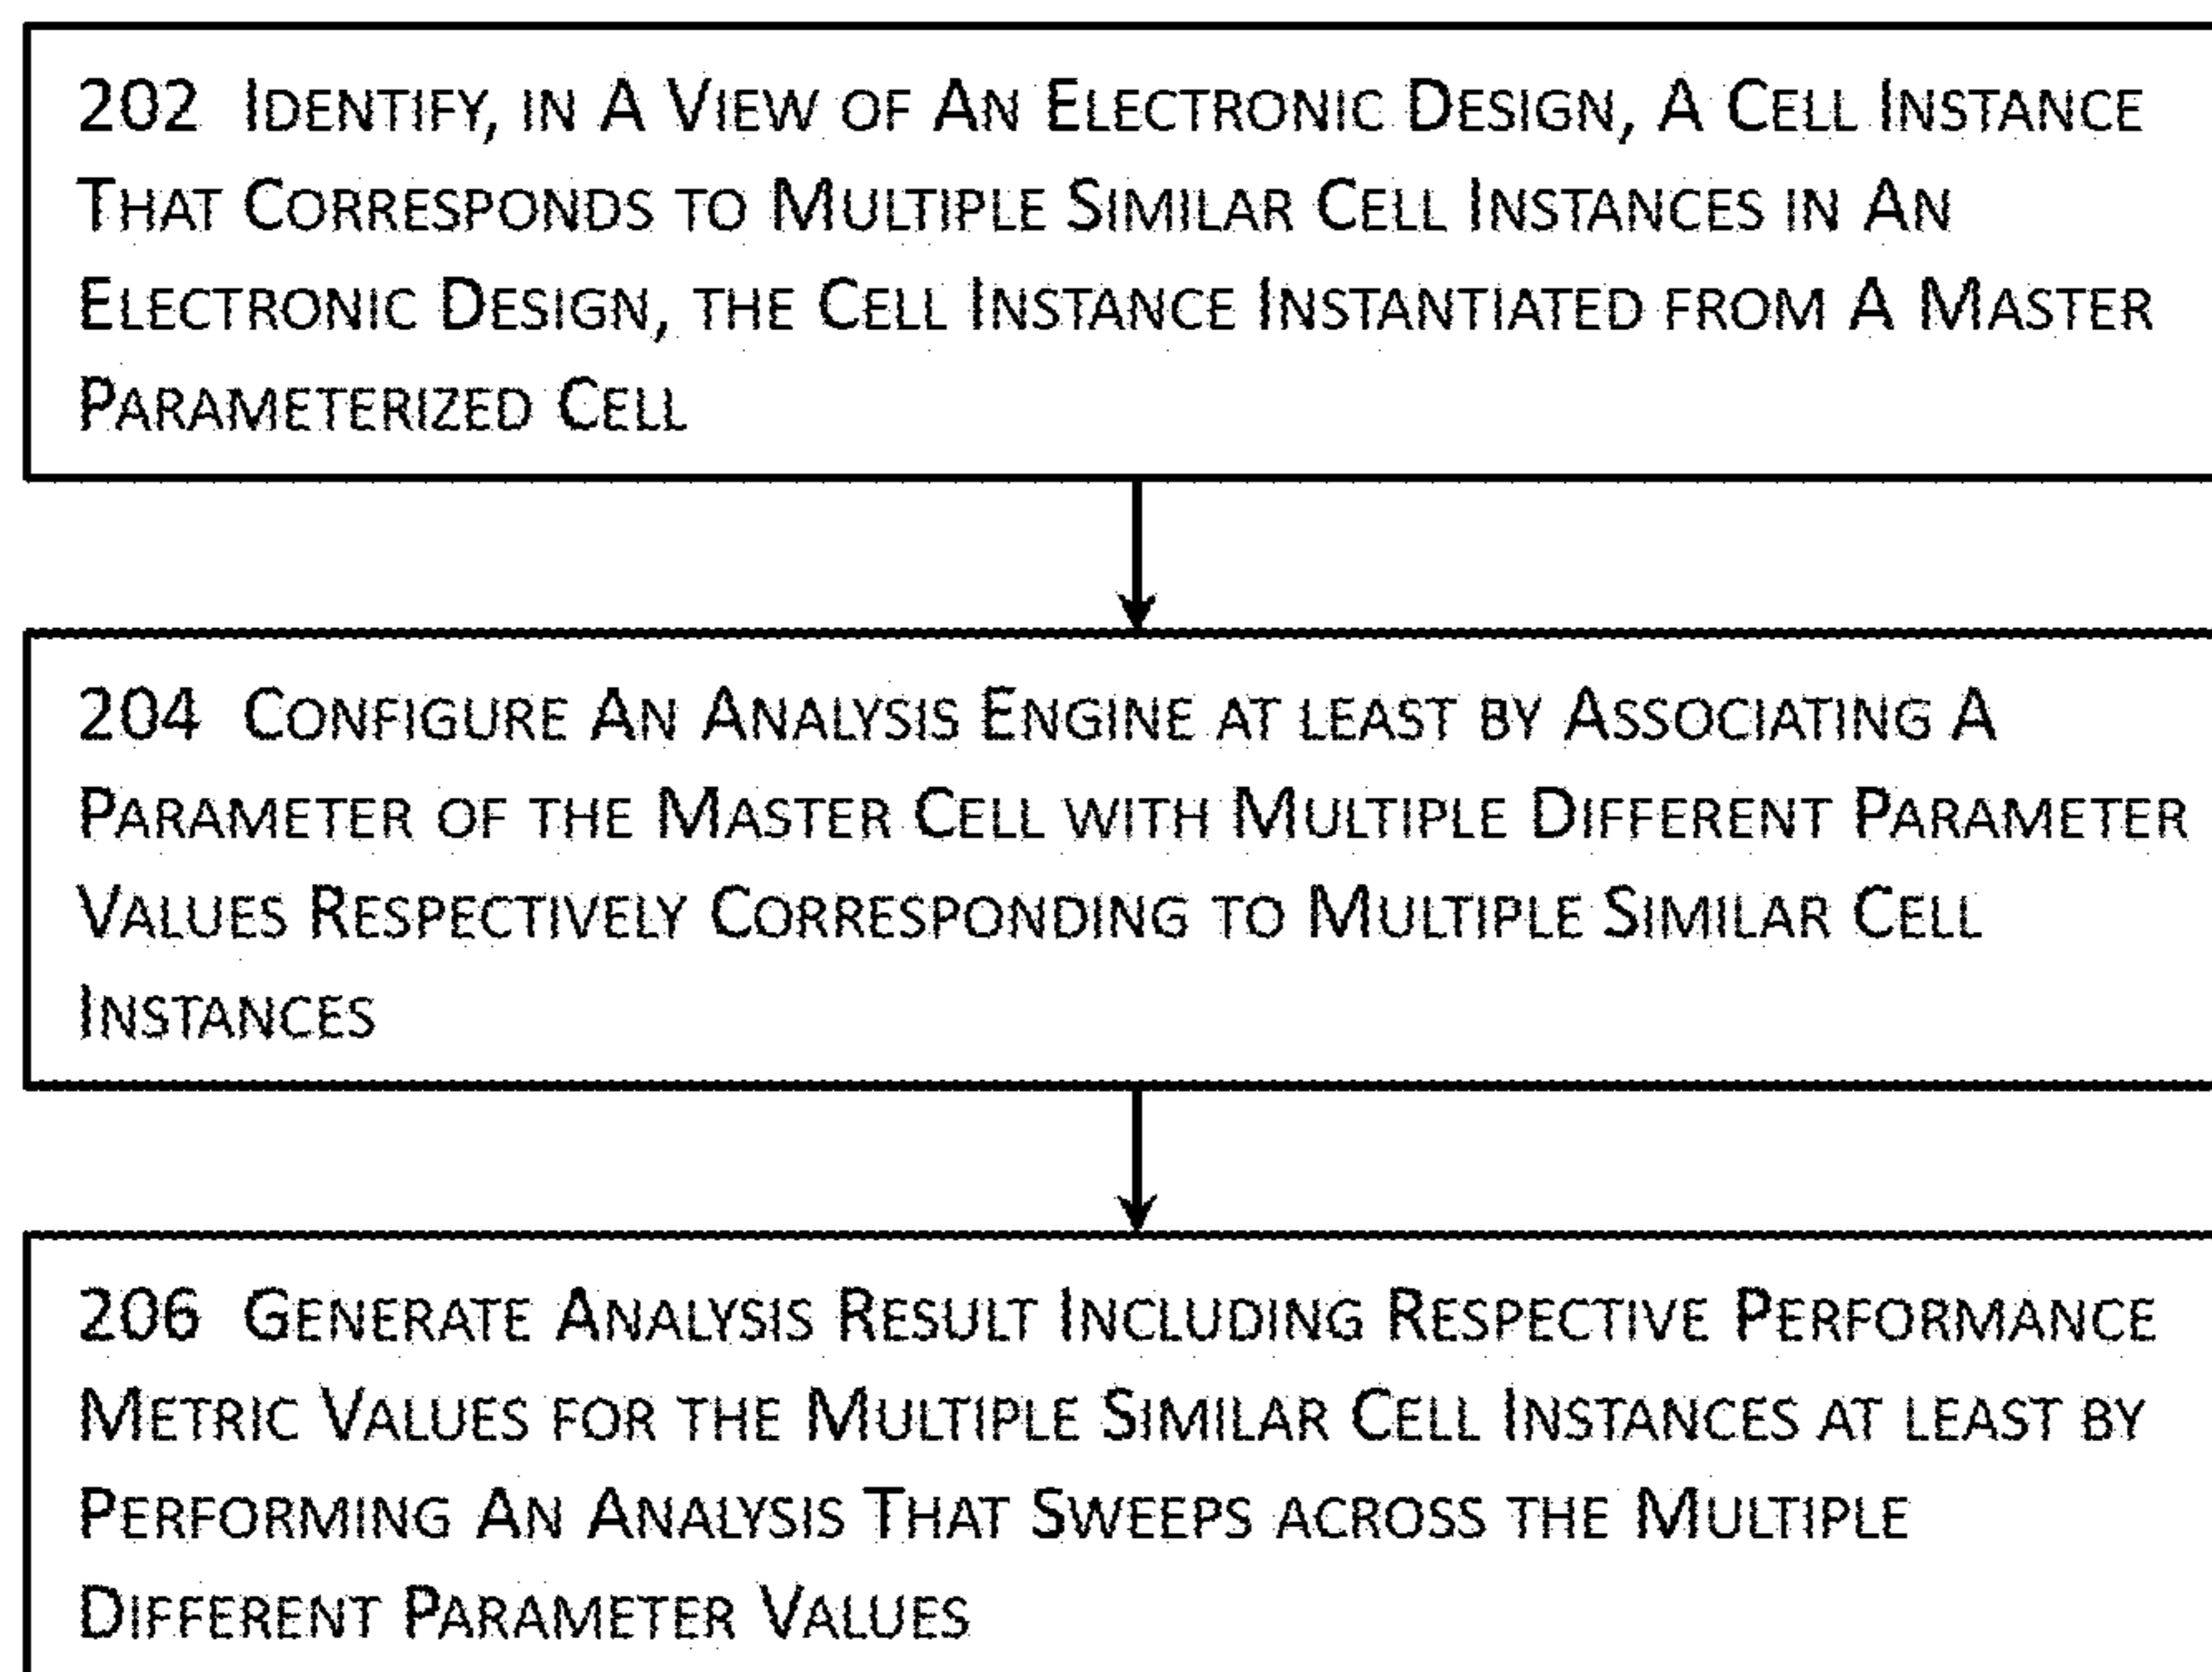 202 Identify, in A View of An Electronic Design, A Cell Instance
That Corresponds to Multiple Similar Cell Instances in An
Electronic Design, the Cell Instance Instantiated from A Master
Parameterized Cell
204 Configure An Analysis Engine at least by Associating A
Parameter of the Master Cell with Multiple Different Parameter
Values Respectively Corresponding to Multiple Similar Cell
Instances
206 Generate Analysis Result Including Respective Performance
Metric Values for the Multiple Similar Cell Instances at least by
Performing An Analysis That Sweeps across the Multiple
Different Parameter Values